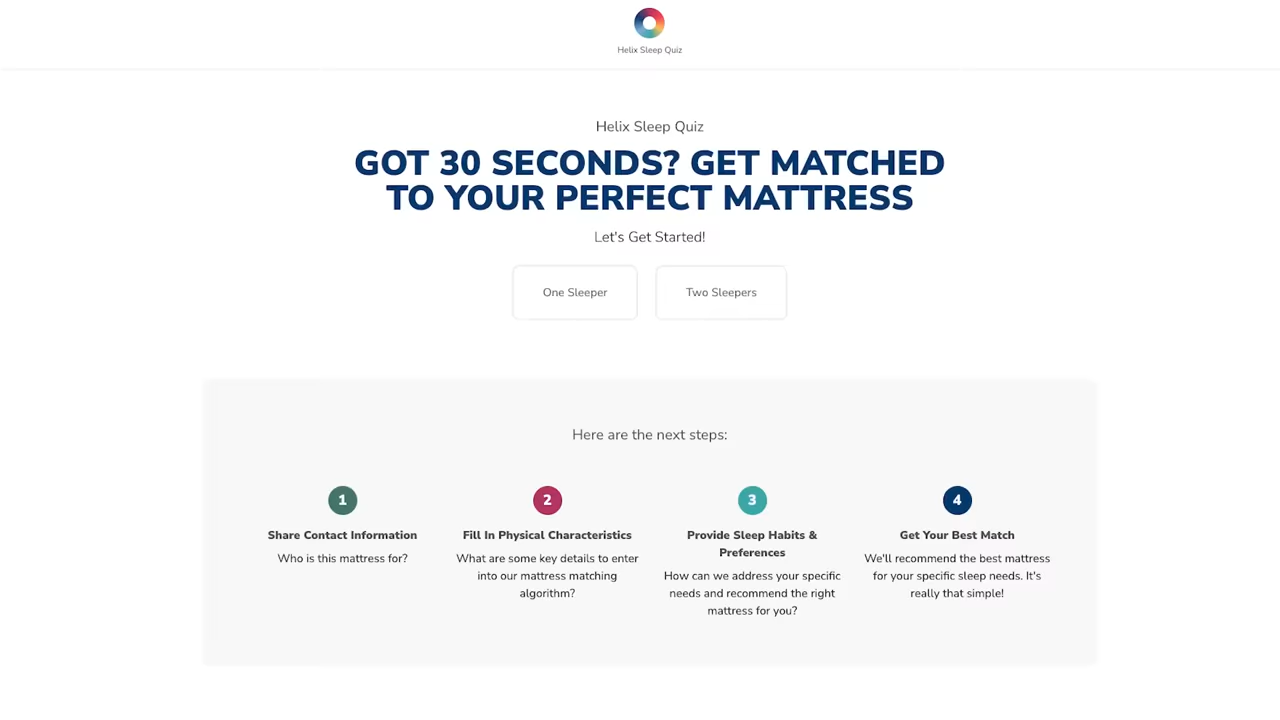 Helix Sleep Quiz
Helix Sleep Quiz
GOT 30 SECONDS? GET MATCHED
TO YOUR PERFECT MATTRESS
Let's Get Started!
One Sleeper
Two Sleepers
Here are the next steps:
1
Share Contact Information
Who is this mattress for?
2
Fill In Physical Characteristics
What are some key details to enter
into our mattress matching
algorithm?
3
Provide Sleep Habits &
Preferences
How can we address your specific
needs and recommend the right
mattress for you?
4
Get Your Best Match
We'll recommend the best mattress
for your specific sleep needs. It's
really that simple!